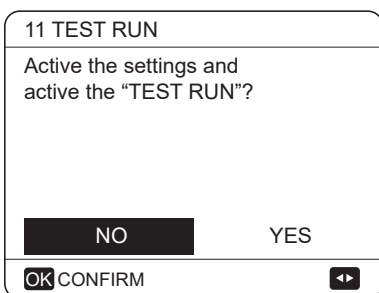 11 TEST RUN
Active the settings and
active the “TEST RUN”?
NO YES
OK CONFIRM